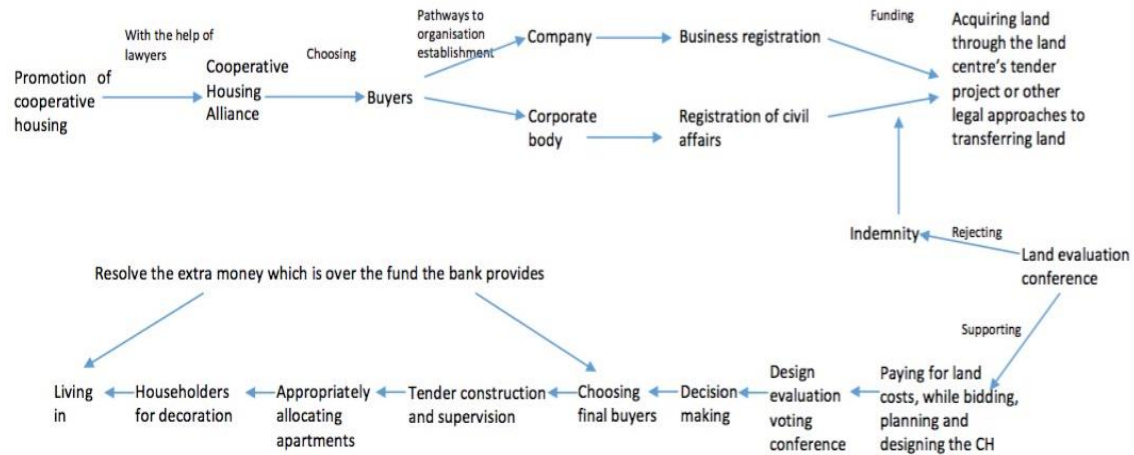 With the help of
lawyers
Promotion of
cooperative
housing
Cooperative
Housing
Alliance
Choosing
Buyers
Pathways to
organisation
establishment
Company
Business registration
Corporate
body
Registration of civil
affairs
Funding
Acquiring land
through the land
centre's tender
project or other
legal approaches to
transferring land
Indemnity
Rejecting
Land evaluation
conference
Supporting
Resolve the extra money which is over the fund the bank provides
Paying for land
costs, while bidding,
planning and
designing the CH
Design
evaluation
voting
conference
Decision
making
Choosing
final buyers
Tender construction
and supervision
Appropriately
allocating
apartments
Householders
for decoration
Living
in